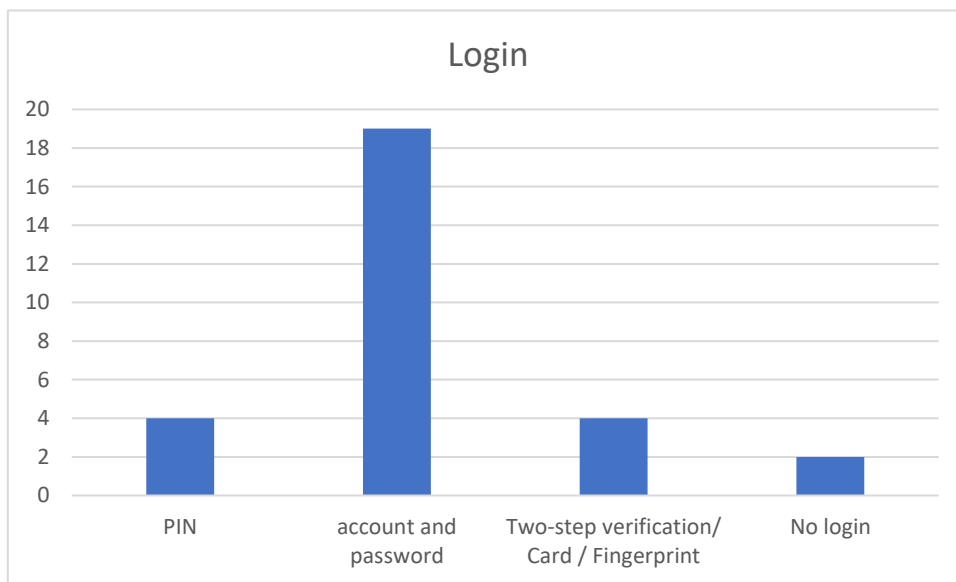 Login
20
18
16
14
12
10
8
6
4
2
0
PIN
account and
password
Two-step verification/
Card / Fingerprint
No login